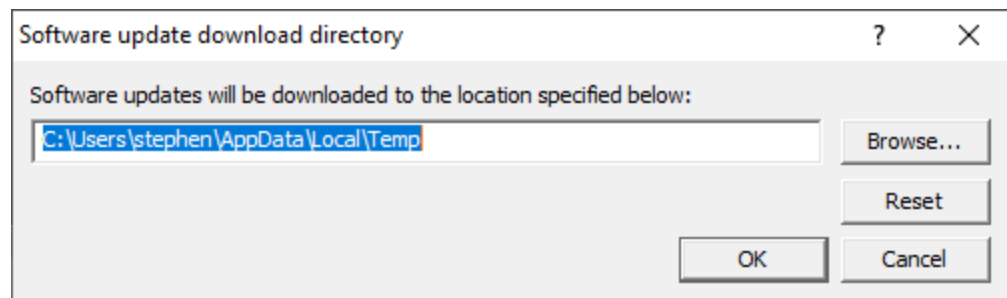 Software update download directory
?
Software updates will be downloaded to the location specified below:
C:\Users\stephen\AppData\Local\Temp
Browse...
Reset
OK
Cancel